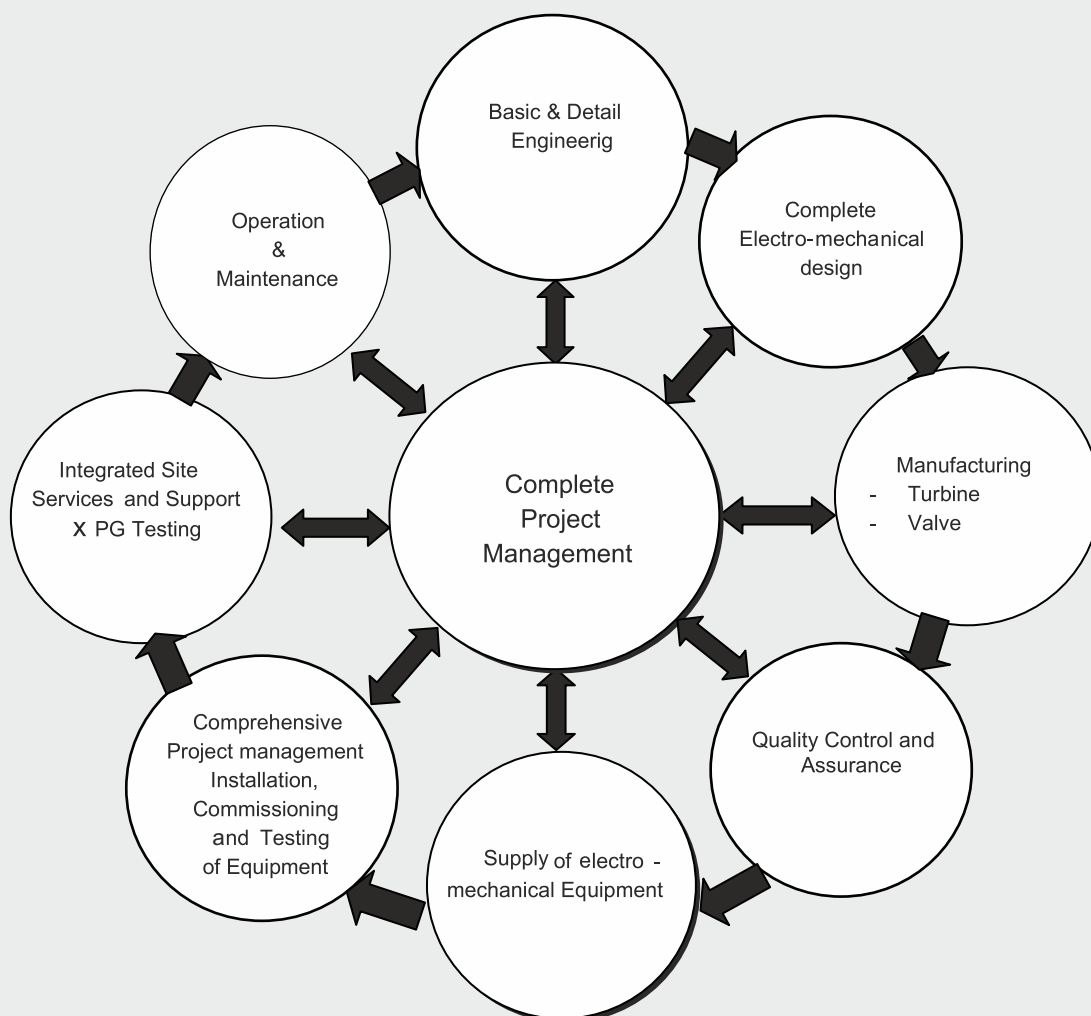 Basic & Detail
Engineerig
Complete
Electro-mechanical
design
Manufacturing
- Turbine
- Valve
Quality Control and
Assurance
Supply of electro -
mechanical Equipment
Comprehensive
Project management
Installation,
Commissioning
and Testing
of Equipment
Integrated Site
Services and Support
x PG Testing
Operation
&
Maintenance
Complete
Project
Management